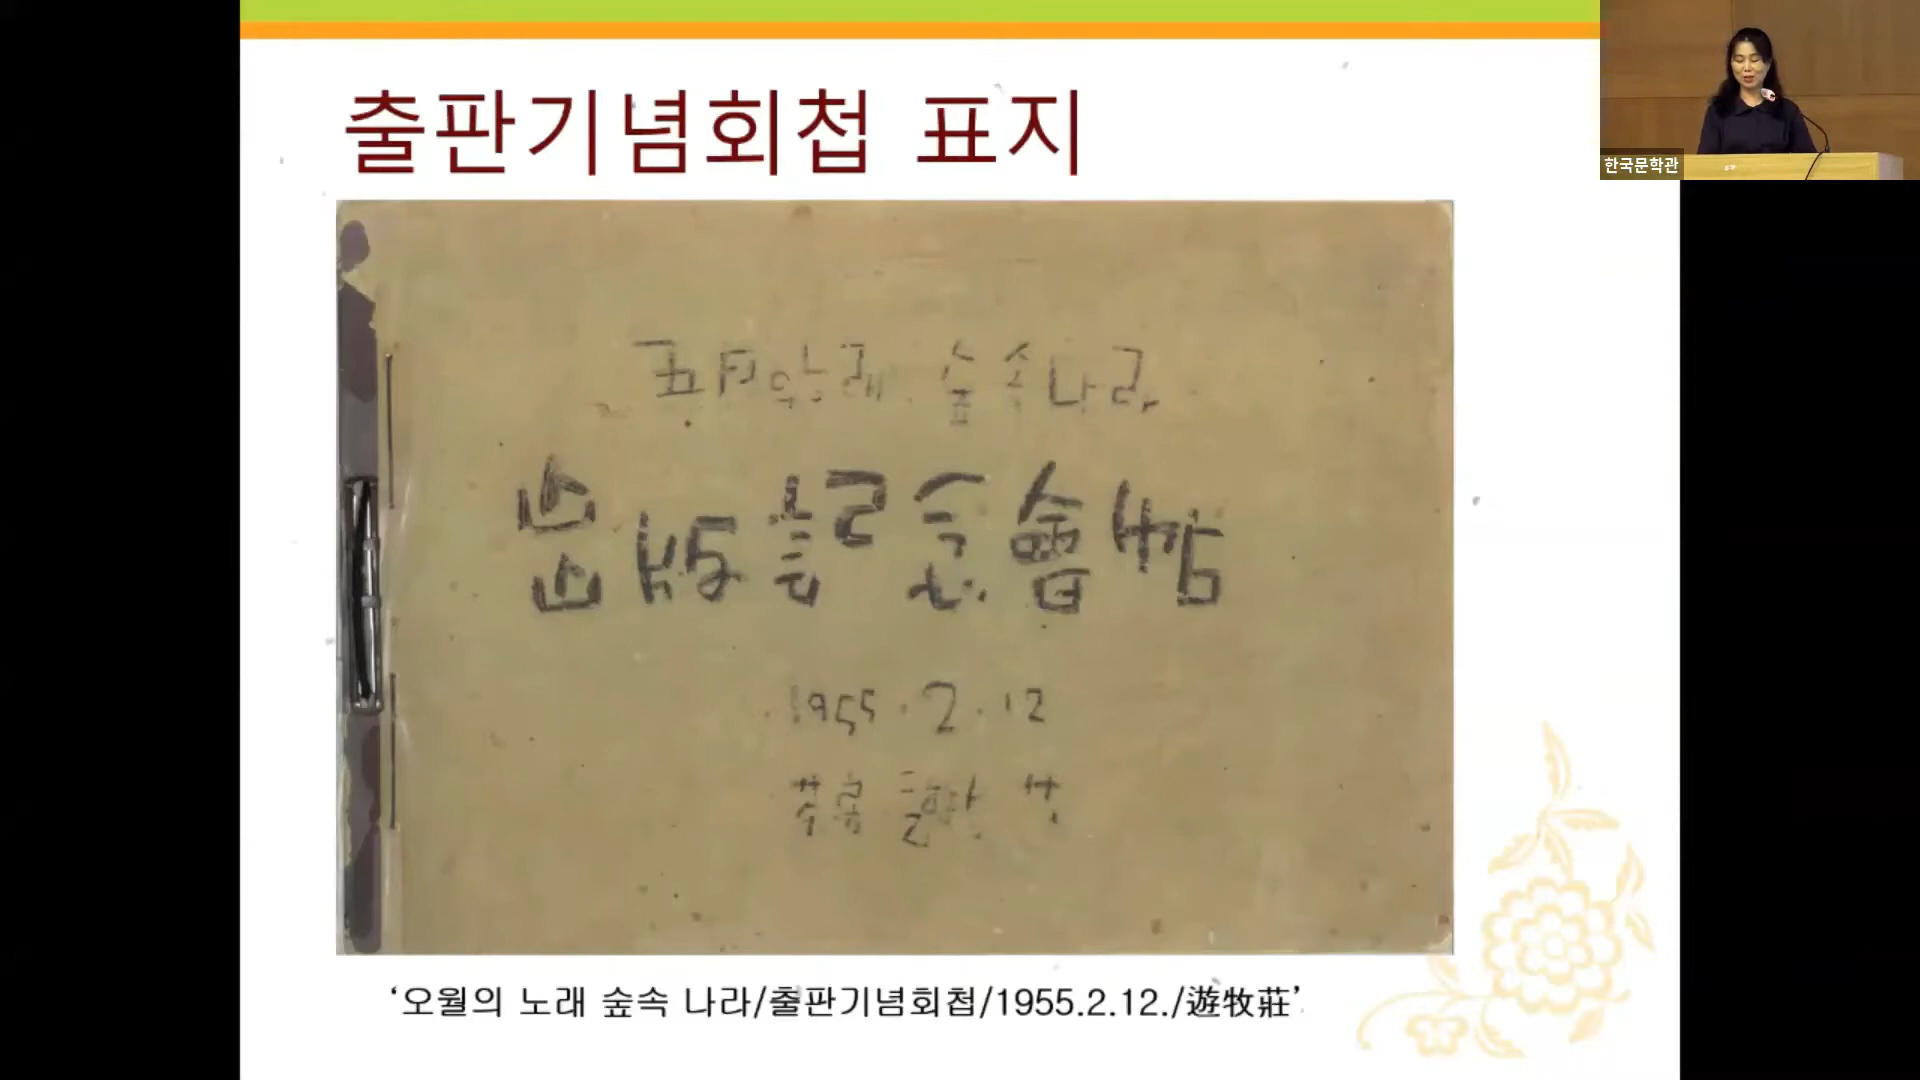 출판기념회첩 표지
한국문학관
五月의 노래 숲속나라
出版記念會帖
1955.2.12
‘오월의 노래 숲속 나라/출판기념회첩/1955.2.12./遊牧莊’